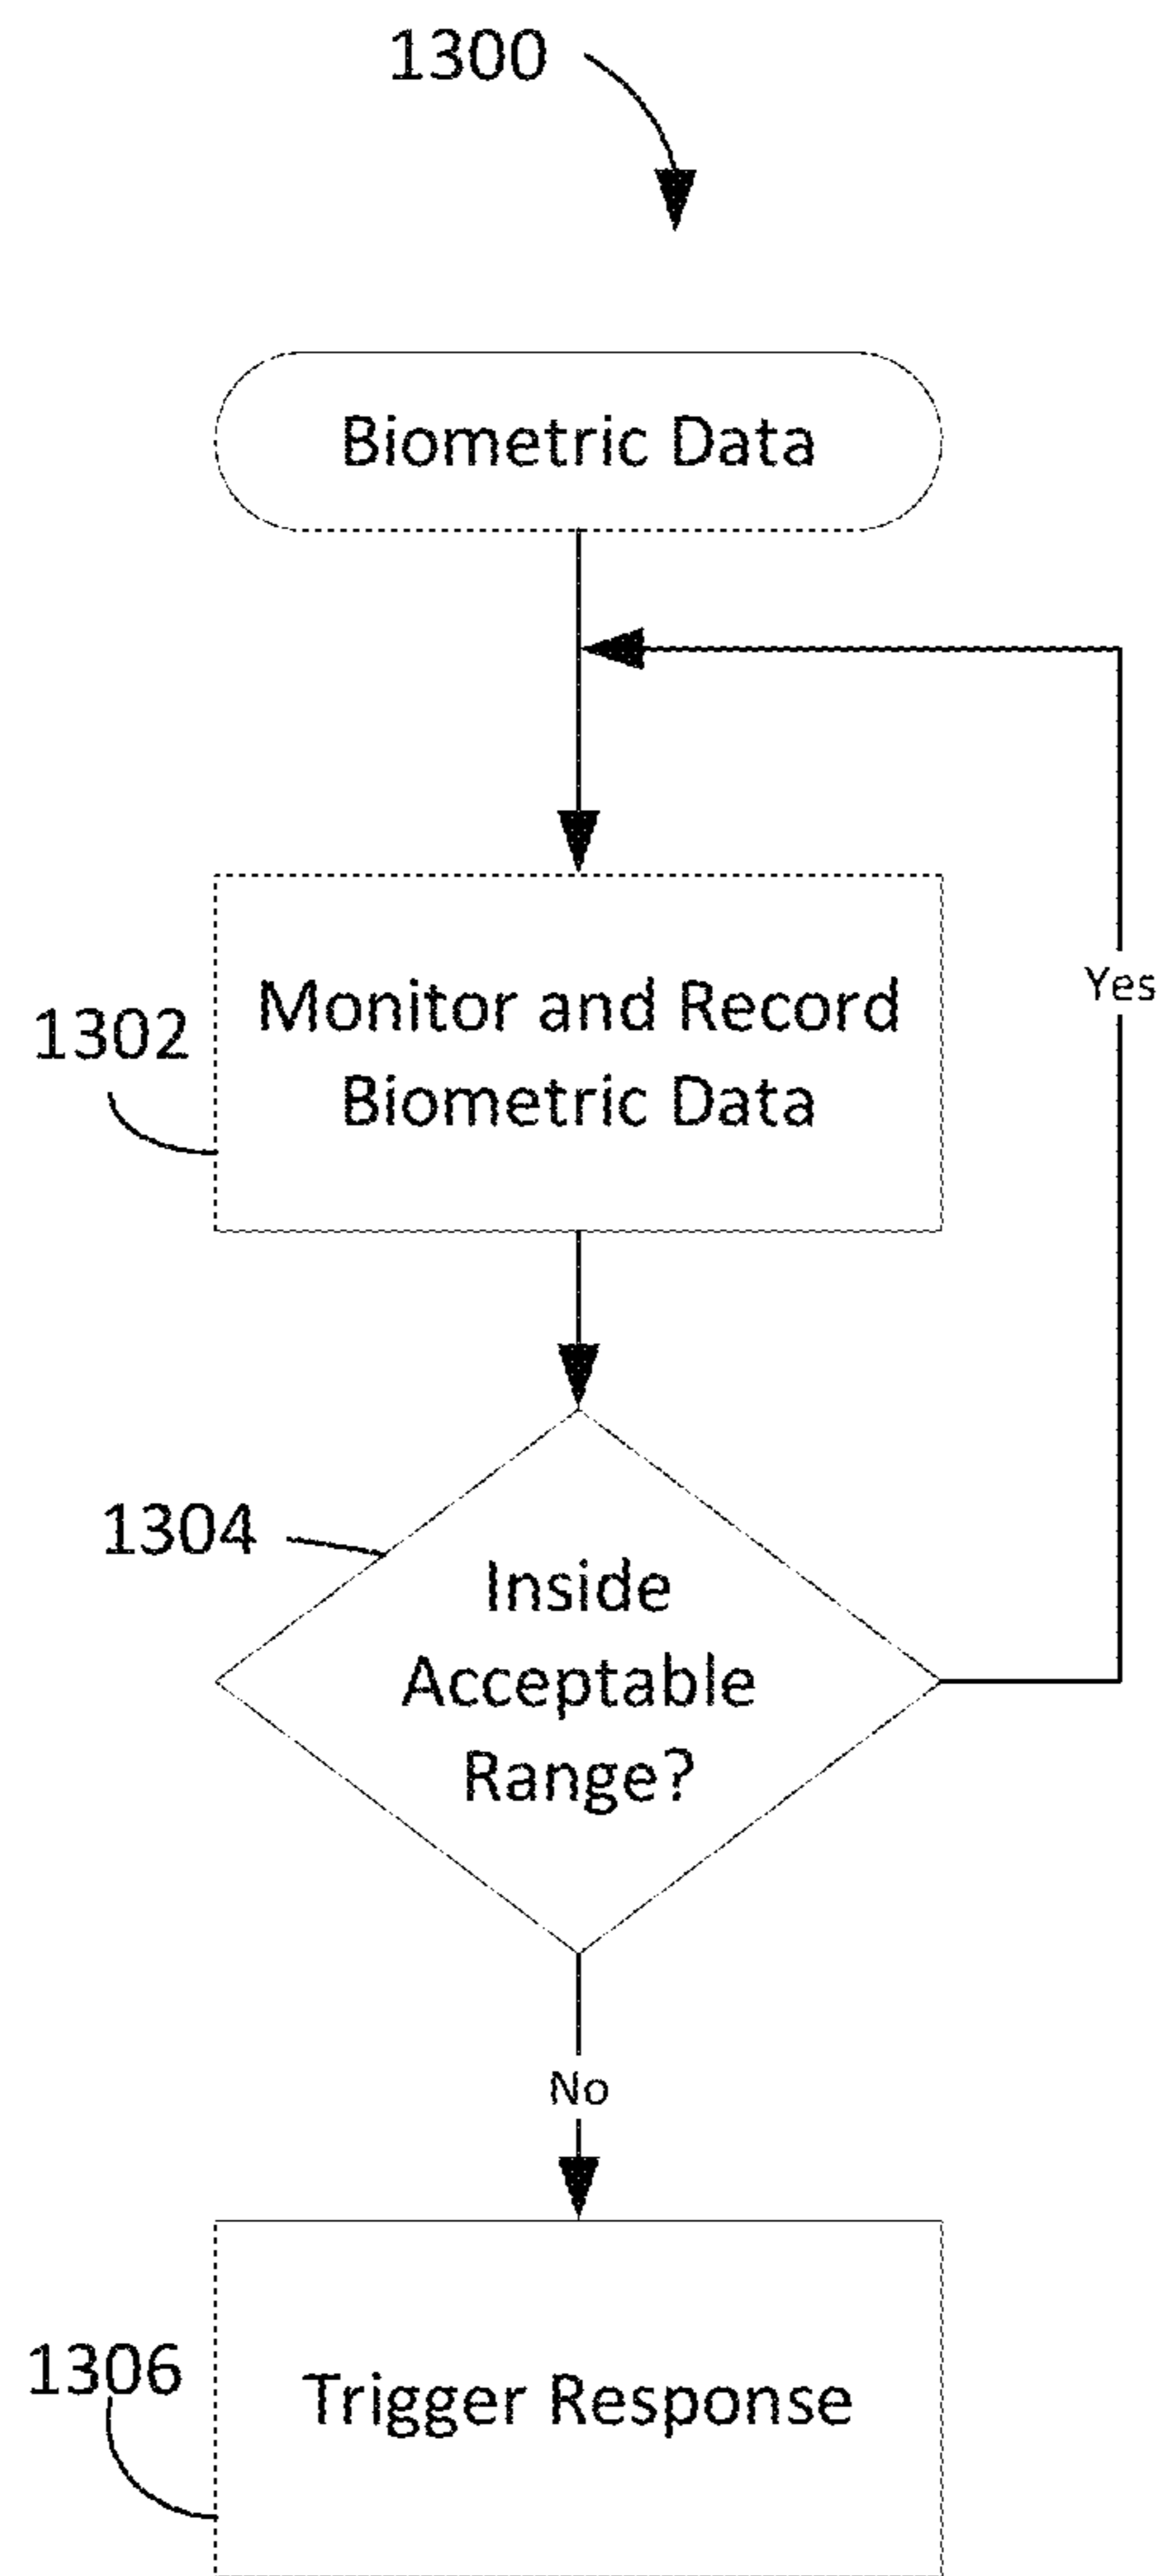 1300
Biometric Data
Monitor and Record
Biometric Data
1302
Yes
1304
Inside
Acceptable
Range?
No
1306
Trigger Response